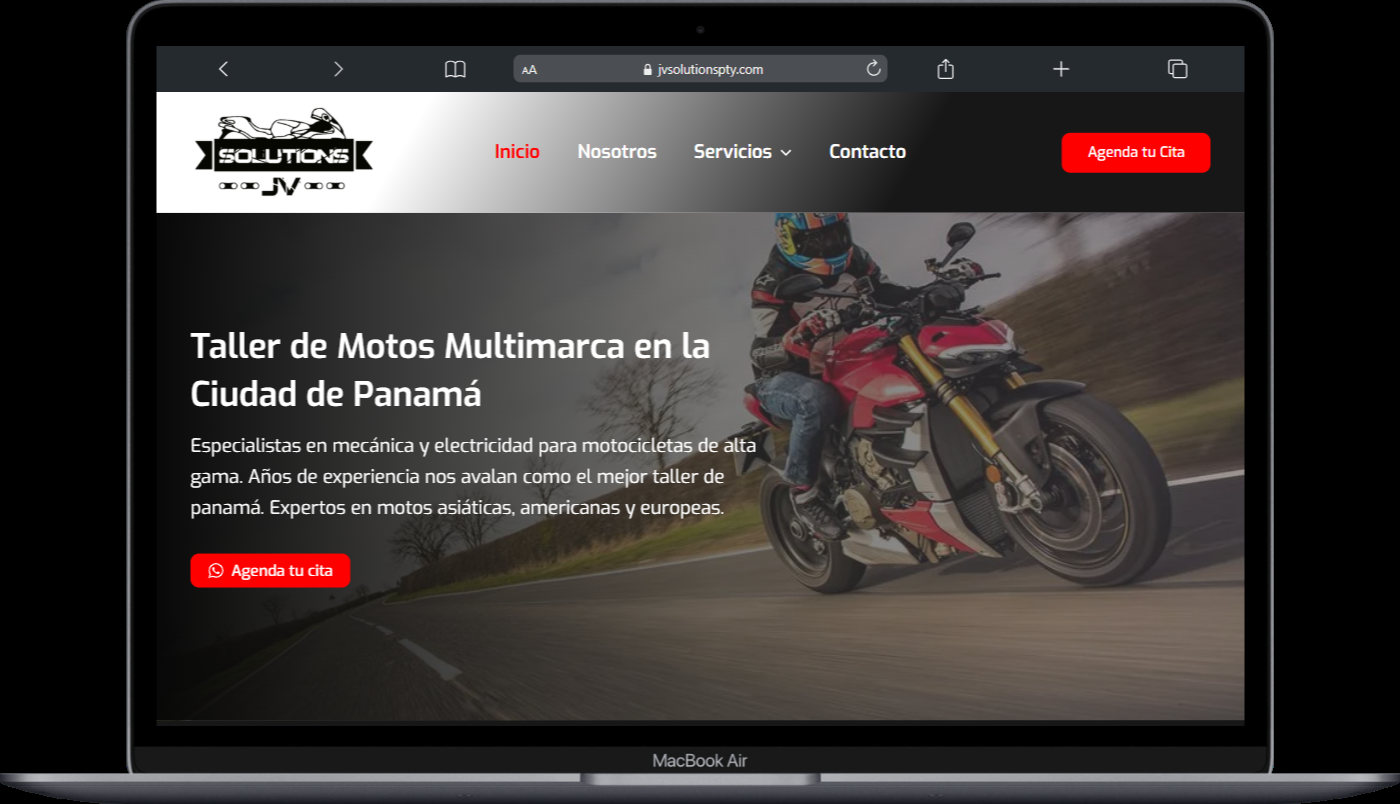 AA
jvsolutionspty.com
SOLUTIONS
JV
Inicio Nosotros Servicios Contacto
Agenda tu Cita
Taller de Motos Multimarca en la
Ciudad de Panamá
Especialistas en mecánica y electricidad para motocicletas de alta
gama. Años de experiencia nos avalan como el mejor taller de
panamá. Expertos en motos asiáticas, americanas y europeas.
Agenda tu cita
MacBook Air